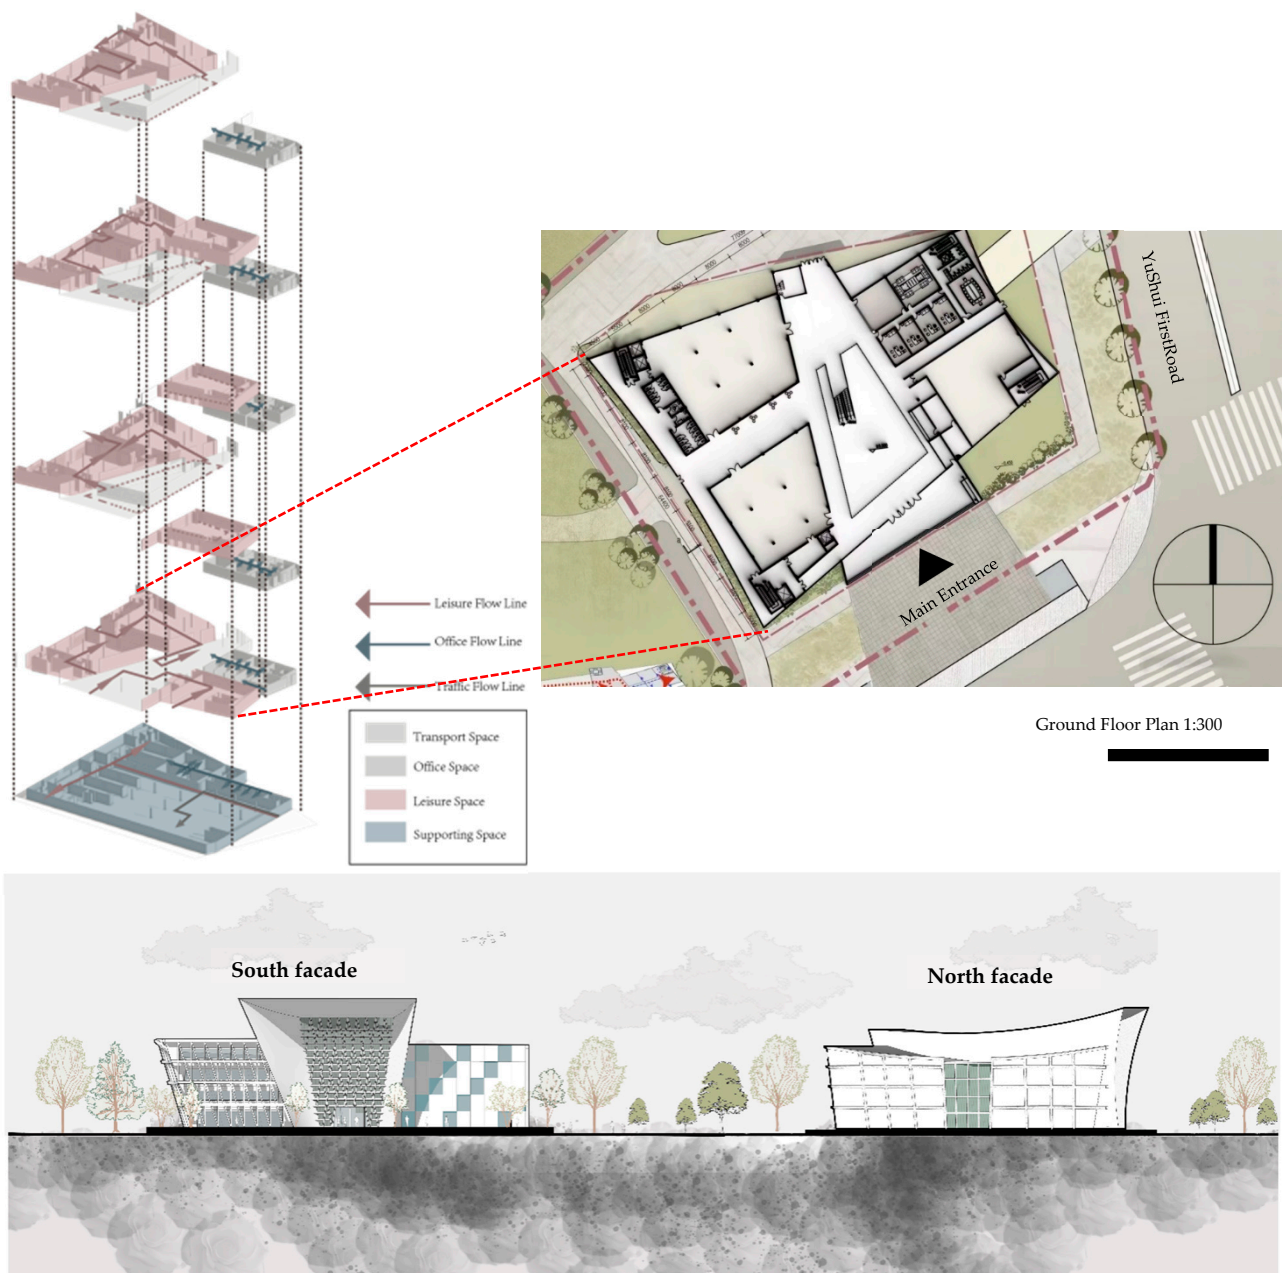 Leisure Flow Line
Office Flow Line
Traffic Flow Line
Transport Space
Office Space
Leisure Space
Supporting Space
YuShui FirstRoad
Main Entrance
Ground Floor Plan 1:300
South facade
North facade